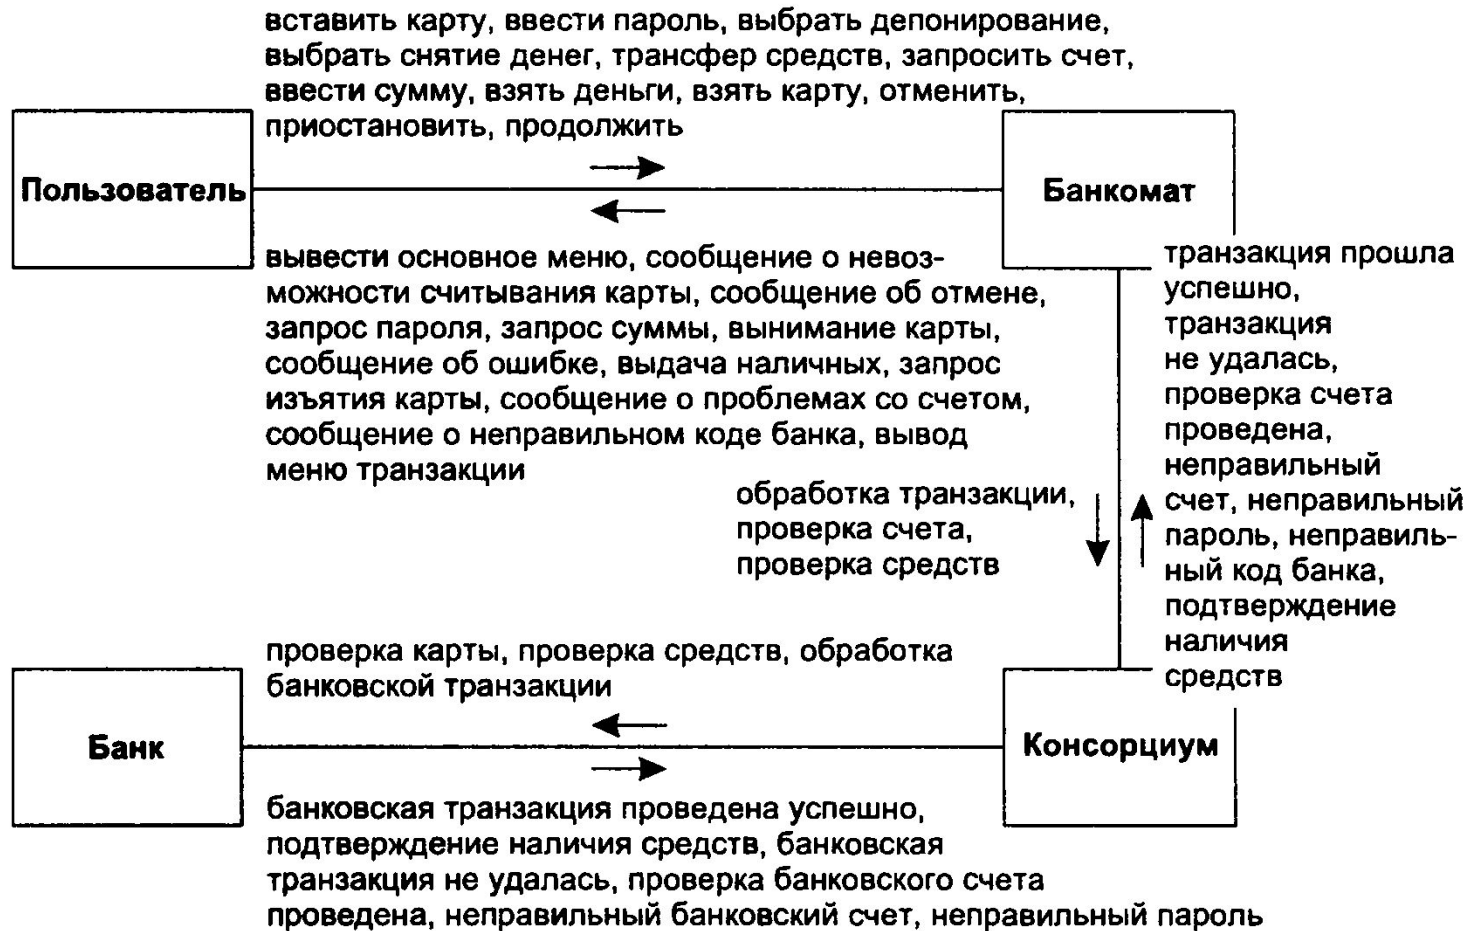 вставить карту, ввести пароль, выбрать депонирование,
выбрать снятие денег, трансфер средств, запросить счет,
ввести сумму, взять деньги, взять карту, отменить,
приостановить, продолжить
Пользователь
Банкомат
вывести основное меню, сообщение о невоз-
можности считывания карты, сообщение об отмене,
запрос пароля, запрос суммы, вынимание карты,
сообщение об ошибке, выдача наличных, запрос
изъятия карты, сообщение о проблемах со счетом,
сообщение о неправильном коде банка, вывод
меню транзакции
транзакция прошла
успешно,
транзакция
не удалась,
проверка счета
проведена,
неправильный
счет, неправильный
пароль, неправиль-
ный код банка,
подтверждение
наличия
средств
обработка транзакции,
проверка счета,
проверка средств
проверка карты, проверка средств, обработка
банковской транзакции
Банк
Консорциум
банковская транзакция проведена успешно,
подтверждение наличия средств, банковская
транзакция не удалась, проверка банковского счета
проведена, неправильный банковский счет, неправильный пароль